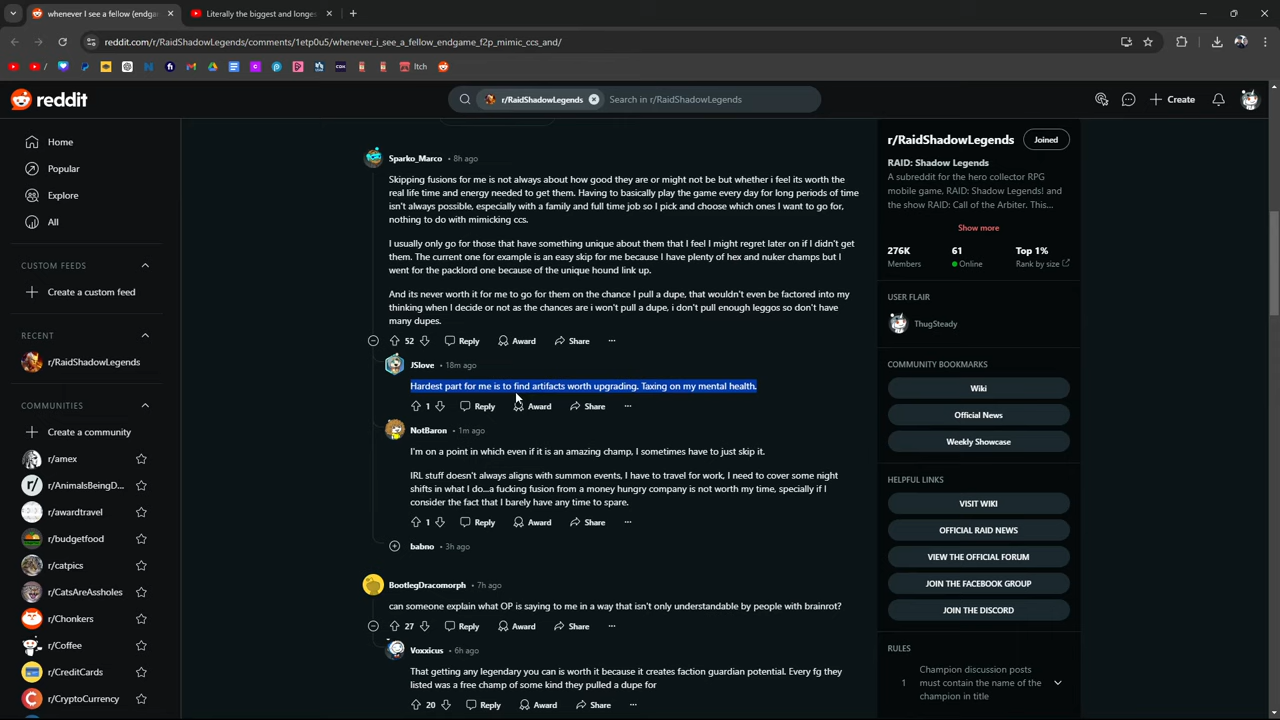 whenever I see a fellow (endgam
Literally the biggest and longes
reddit.com/r/RaidShadowLegends/comments/1etp0u5/whenever_i_see_a_fellow_endgame_f2p_mimic_ccs_and/
Itch
reddit
r/RaidShadowLegends
Search in r/RaidShadowLegends
Create
Home
Popular
Explore
All
CUSTOM FEEDS
Create a custom feed
RECENT
r/RaidShadowLegends
COMMUNITIES
Create a community
r/amex
r/AnimalsBeingD...
r/awardtravel
r/budgetfood
r/catpics
r/CatsAreAssholes
r/Chonkers
r/Coffee
r/CreditCards
r/CryptoCurrency
Sparko_Marco • 8h ago
Skipping fusions for me is not always about how good they are or might not be but whether i feel its worth the
real life time and energy needed to get them. Having to basically play the game every day for long periods of time
isn't always possible, especially with a family and full time job so I pick and choose which ones I want to go for,
nothing to do with mimicking ccs.
I usually only go for those that have something unique about them that I feel I might regret later on if I didn't get
them. The current one for example is an easy skip for me because I have plenty of hex and nuker champs but I
went for the packlord one because of the unique hound link up.
And its never worth it for me to go for them on the chance I pull a dupe, that wouldn't even be factored into my
thinking when I decide or not as the chances are i won't pull a dupe, i don't pull enough leggos so don't have
many dupes.
52 Reply Award Share
JSlove • 18m ago
Hardest part for me is to find artifacts worth upgrading. Taxing on my mental health.
1 Reply Award Share
NotBaron • 1m ago
I'm on a point in which even if it is an amazing champ, I sometimes have to just skip it.
IRL stuff doesn't always aligns with summon events, I have to travel for work, I need to cover some night
shifts in what I do...a fucking fusion from a money hungry company is not worth my time, specially if I
consider the fact that I barely have any time to spare.
1 Reply Award Share
babno • 3h ago
BootlegDracomorph • 7h ago
can someone explain what OP is saying to me in a way that isn't only understandable by people with brainrot?
27 Reply Award Share
Voxxicus • 6h ago
That getting any legendary you can is worth it because it creates faction guardian potential. Every fg they
listed was a free champ of some kind they pulled a dupe for
20 Reply Award Share
r/RaidShadowLegends
Joined
RAID: Shadow Legends
A subreddit for the hero collector RPG
mobile game, RAID: Shadow Legends! and
the show RAID: Call of the Arbiter. This...
Show more
276K 61 Top 1%
Members Online Rank by size
USER FLAIR
ThugSteady
COMMUNITY BOOKMARKS
Wiki
Official News
Weekly Showcase
HELPFUL LINKS
VISIT WIKI
OFFICIAL RAID NEWS
VIEW THE OFFICIAL FORUM
JOIN THE FACEBOOK GROUP
JOIN THE DISCORD
RULES
Champion discussion posts
1 must contain the name of the
champion in title